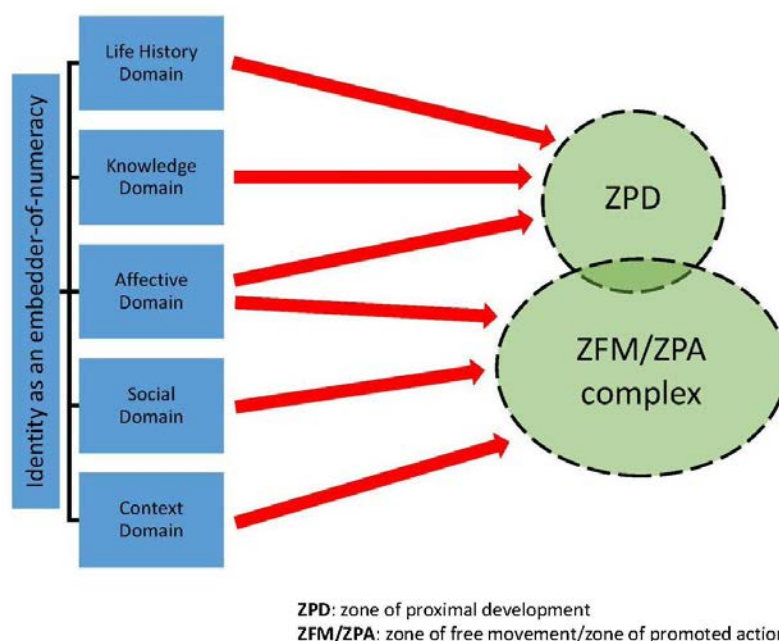 Identity as an embedder-of-numeracy
Life History
Domain
Knowledge
Domain
Affective
Domain
Social
Domain
Context
Domain
ZPD
ZFM/ZPA
complex
ZPD: zone of proximal development
ZFM/ZPA: zone of free movement/zone of promoted action